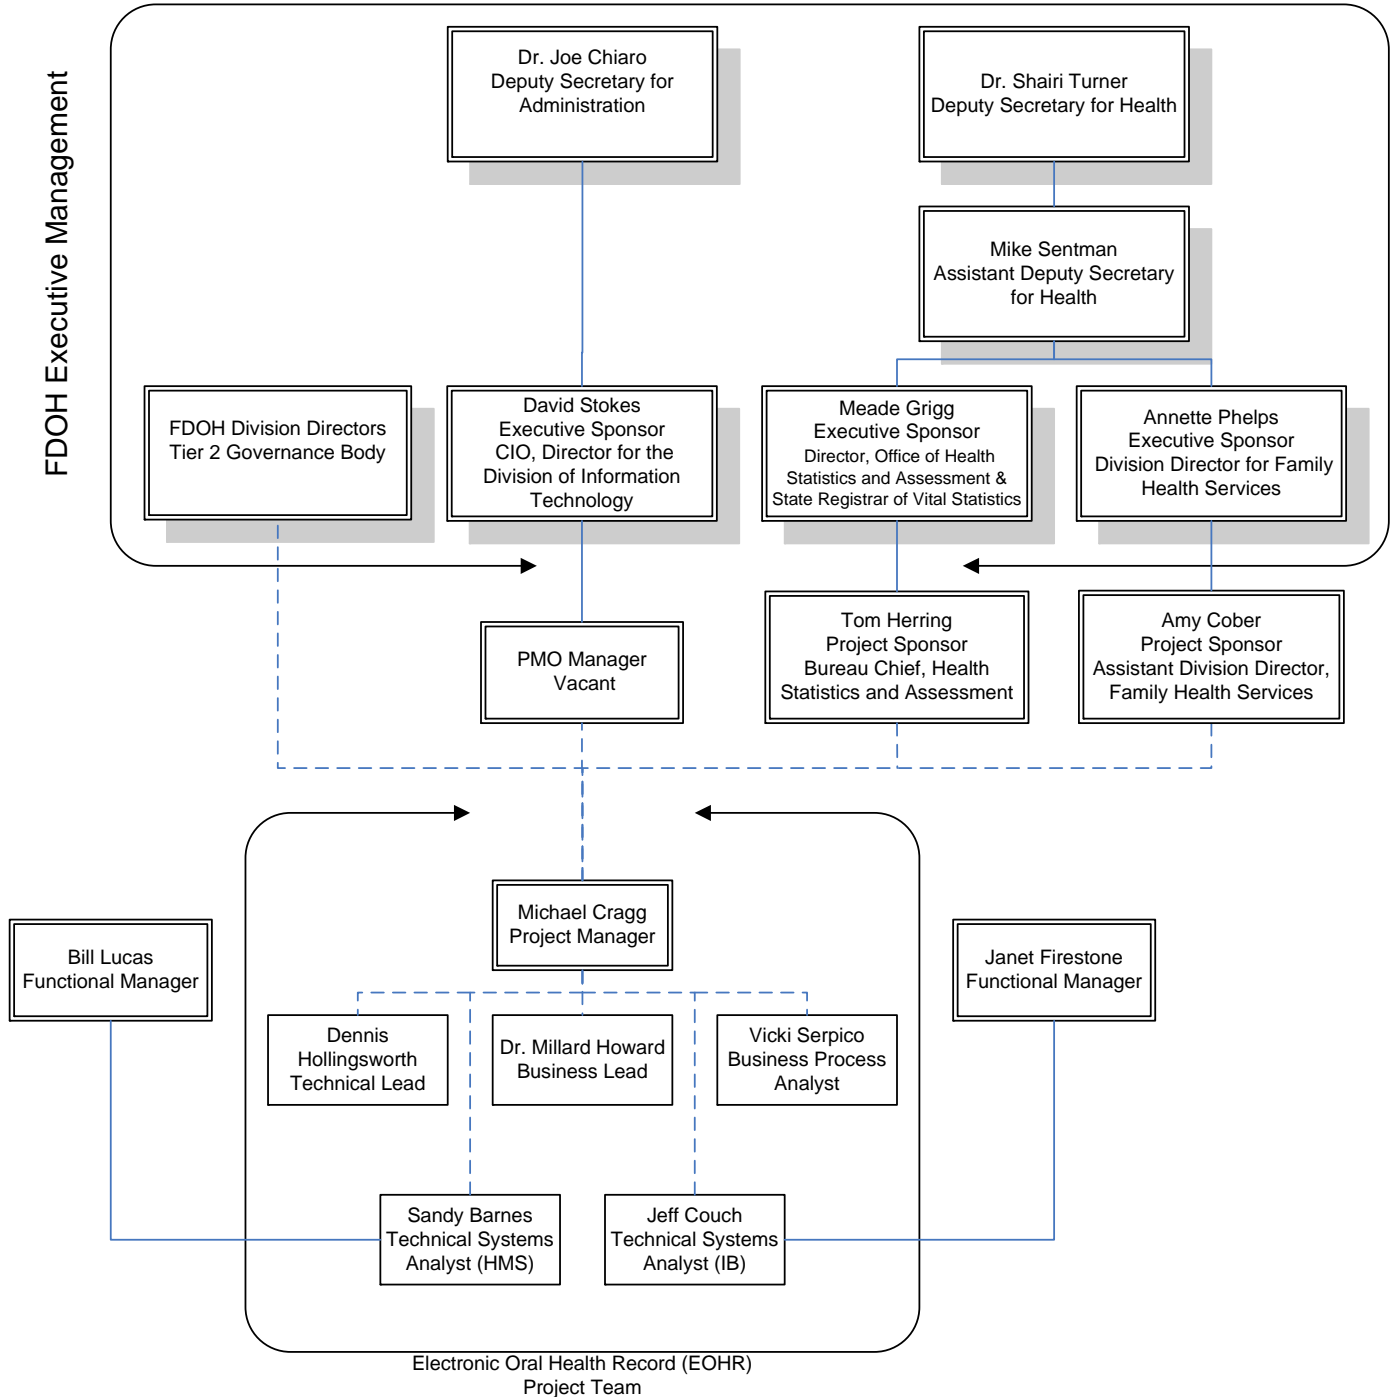 FDOH Executive Management
Dr. Joe Chiaro
Deputy Secretary for
Administration
Dr. Shairi Turner
Deputy Secretary for Health
Mike Sentman
Assistant Deputy Secretary
for Health
FDOH Division Directors
Tier 2 Governance Body
David Stokes
Executive Sponsor
CIO, Director for the
Division of Information
Technology
Meade Grigg
Executive Sponsor
Director, Office of Health
Statistics and Assessment &
State Registrar of Vital Statistics
Annette Phelps
Executive Sponsor
Division Director for Family
Health Services
PMO Manager
Vacant
Tom Herring
Project Sponsor
Bureau Chief, Health
Statistics and Assessment
Amy Cober
Project Sponsor
Assistant Division Director,
Family Health Services
Michael Cragg
Project Manager
Bill Lucas
Functional Manager
Janet Firestone
Functional Manager
Dennis
Hollingsworth
Technical Lead
Dr. Millard Howard
Business Lead
Vicki Serpico
Business Process
Analyst
Sandy Barnes
Technical Systems
Analyst (HMS)
Jeff Couch
Technical Systems
Analyst (IB)
Electronic Oral Health Record (EOHR)
Project Team